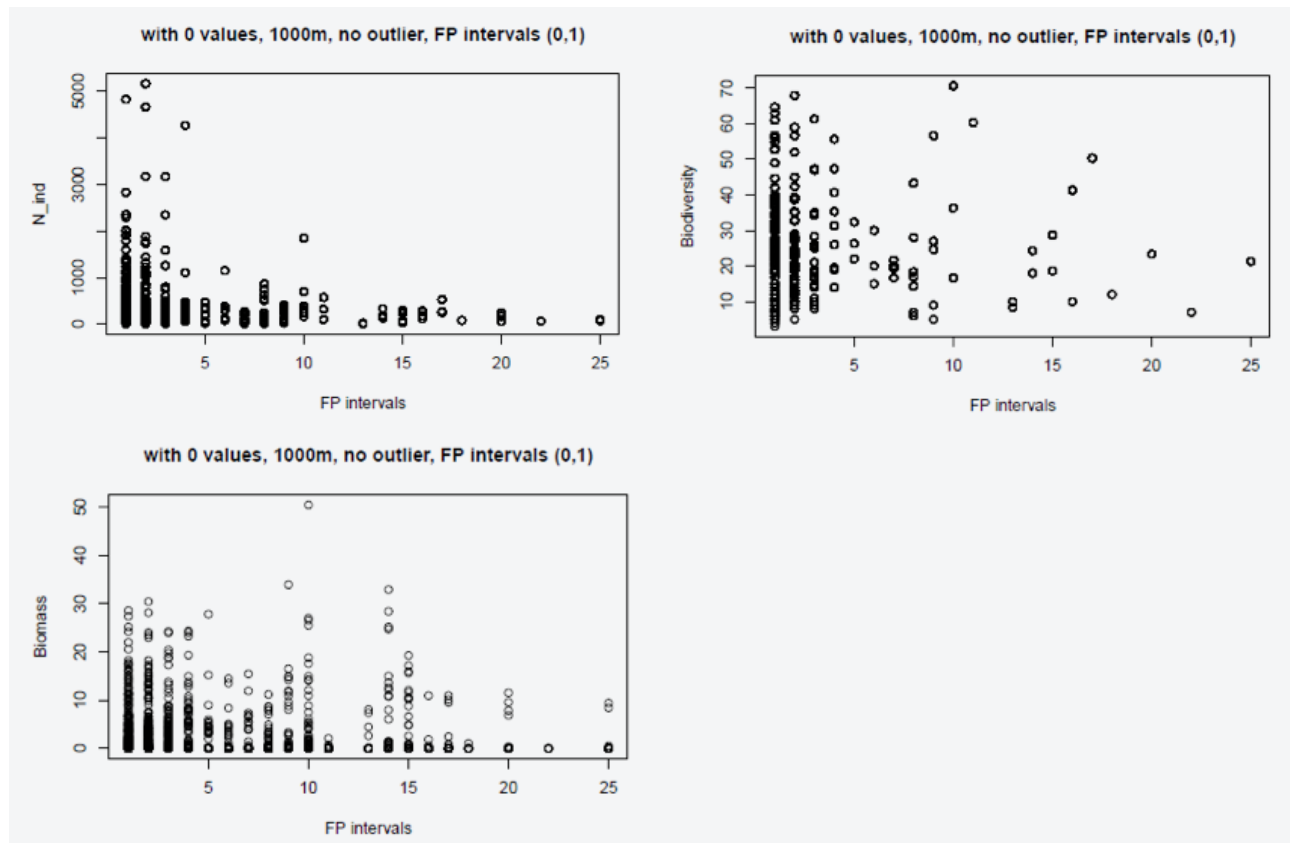 with 0 values, 1000m, no outlier, FP intervals (0,1)
5000
3000
1000
0
N_ind
5 10 15 20 25
FP intervals
with 0 values, 1000m, no outlier, FP intervals (0,1)
70
60
50
40
30
20
10
Biodiversity
5 10 15 20 25
FP intervals
with 0 values, 1000m, no outlier, FP intervals (0,1)
50
40
30
20
10
0
Biomass
5 10 15 20 25
FP intervals